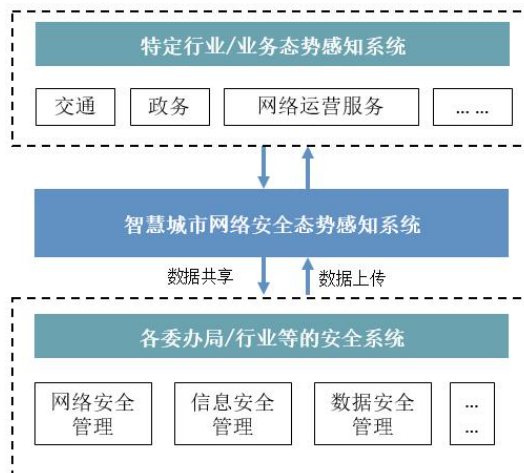 特定行业/业务态势感知系统
交通 政务 网络运营服务 ... ...
智慧城市网络安全态势感知系统
数据共享 数据上传
各委办局/行业等的安全系统
网络安全 信息安全 数据安全 ...
管理 管理 管理 ...